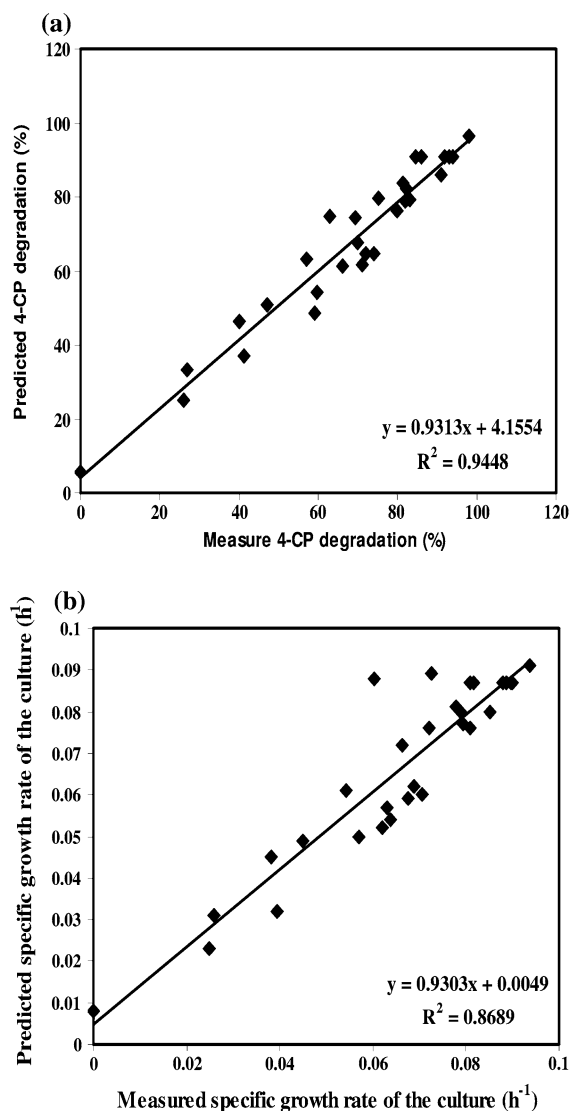 (a)
120
100
80
60
40
20
0
Predicted 4-CP degradation (%)
y = 0.9313x + 4.1554
R² = 0.9448
0 20 40 60 80 100 120
Measure 4-CP degradation (%)
(b)
0.1
0.09
0.08
0.07
0.06
0.05
0.04
0.03
0.02
0.01
0
Predicted specific growth rate of the culture (h¹)
y = 0.9303x + 0.0049
R² = 0.8689
0 0.02 0.04 0.06 0.08 0.1
Measured specific growth rate of the culture (h⁻¹)